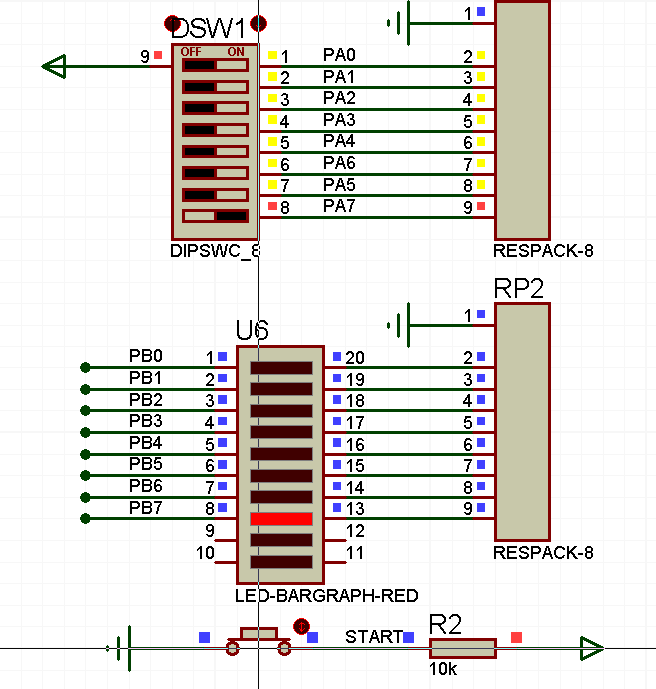 DSW1
1
9
OFF ON
1 PA0 2
2 PA1 3
3 PA2 4
4 PA3 5
5 PA4 6
6 PA6 7
7 PA5 8
8 PA7 9
DIPSWC_8
RESPACK-8
RP2
1
U6
PB0 1 20 2
PB1 2 19 3
PB2 3 18 4
PB3 4 17 5
PB4 5 16 6
PB5 6 15 7
PB6 7 14 8
PB7 8 13 9
9 12
10 11
RESPACK-8
LED-BARGRAPH-RED
R2
START
10k